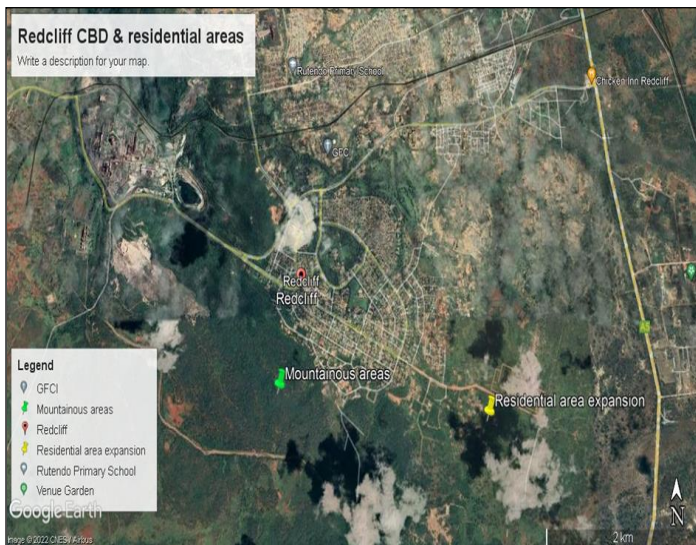 Redcliff CBD & residential areas
Write a description for your map.
Rutendo Primary School
Chicken Inn Redcliff
GFCI
Redcliff
Redcliff
A5
Mountainous areas
Residential area expansion
Legend
GFCI
Mountainous areas
Redcliff
Residential area expansion
Rutendo Primary School
Venue Garden
Google Earth
Image © 2022 CNES / Airbus
N
2 km